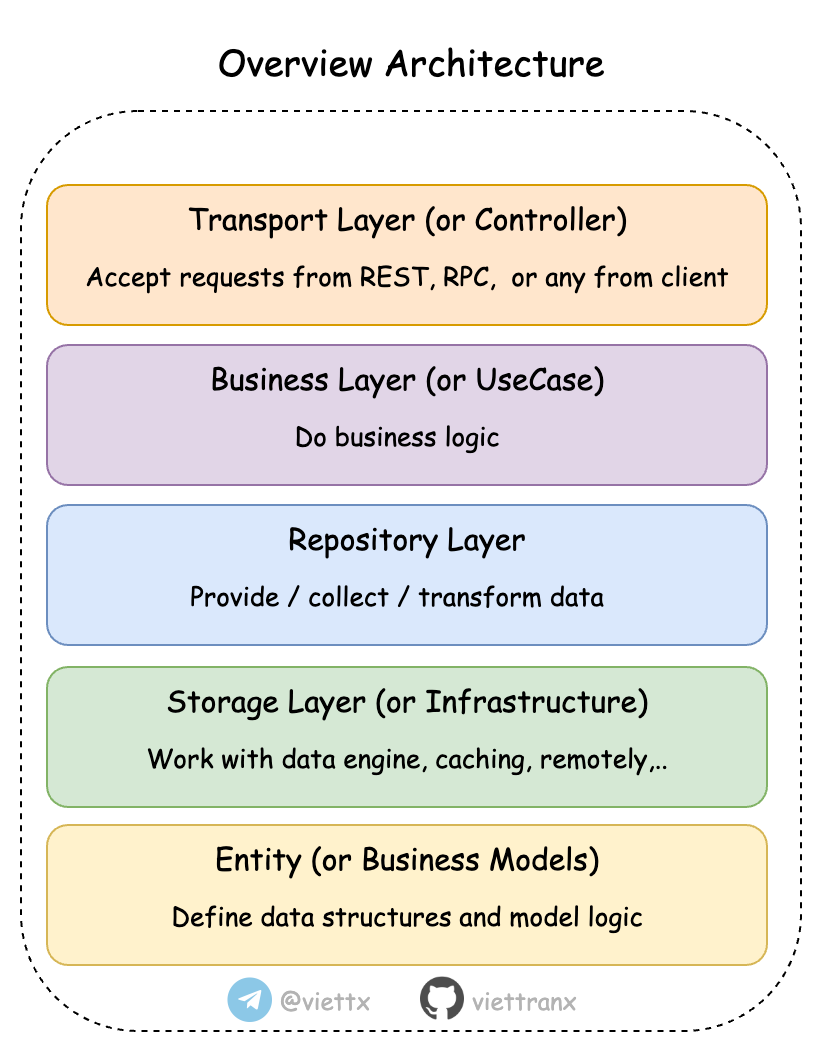 Overview Architecture
Transport Layer (or Controller)
Accept requests from REST, RPC,  or any from client
Business Layer (or UseCase)
Do business logic
Repository Layer
Provide / collect / transform data
Storage Layer (or Infrastructure)
Work with data engine, caching, remotely,..
Entity (or Business Models)
Define data structures and model logic
@viettx viettranx